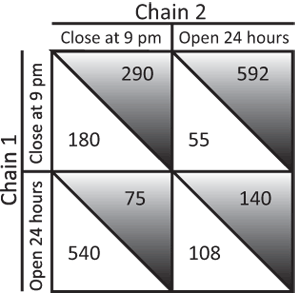 Chain 2
Close at 9 pm
Open 24 hours
Chain 1
Close at 9 pm
290
592
180
55
Open 24 hours
75
140
540
108